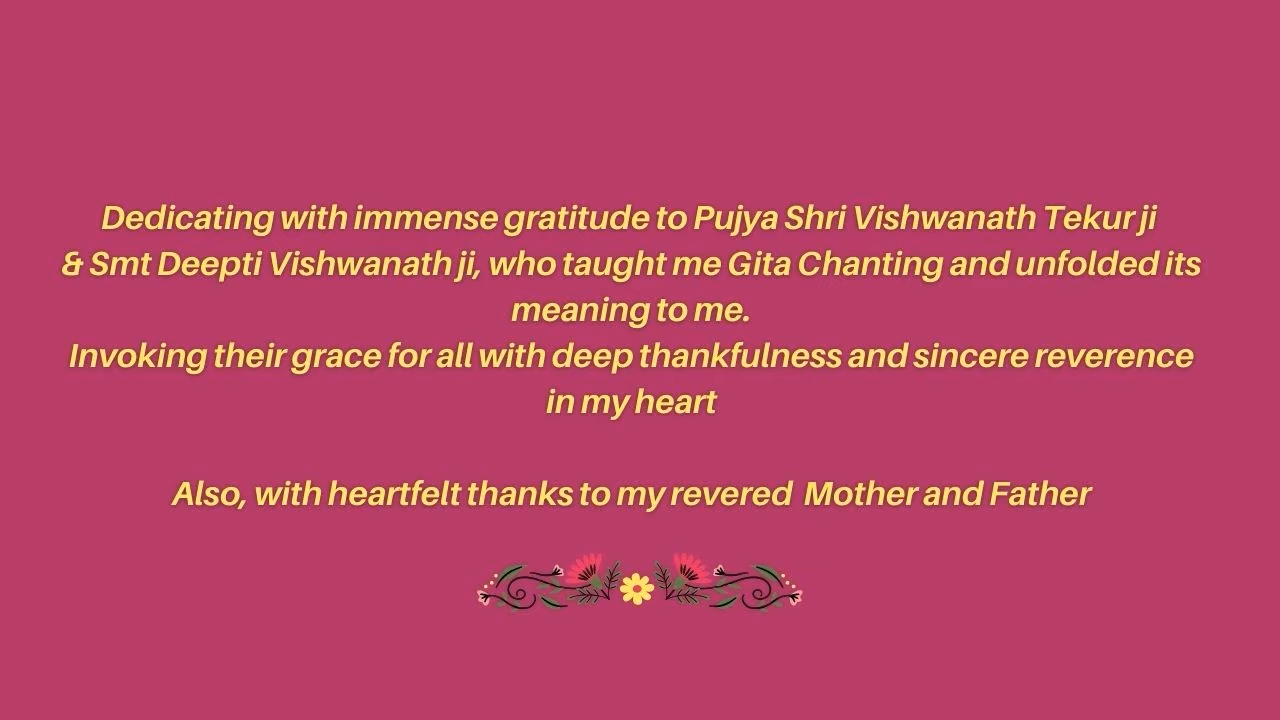 Dedicating with immense gratitude to Pujya Shri Vishwanath Tekur ji
& Smt Deepti Vishwanath ji, who taught me Gita Chanting and unfolded its
meaning to me.
Invoking their grace for all with deep thankfulness and sincere reverence
in my heart
Also, with heartfelt thanks to my revered  Mother and Father